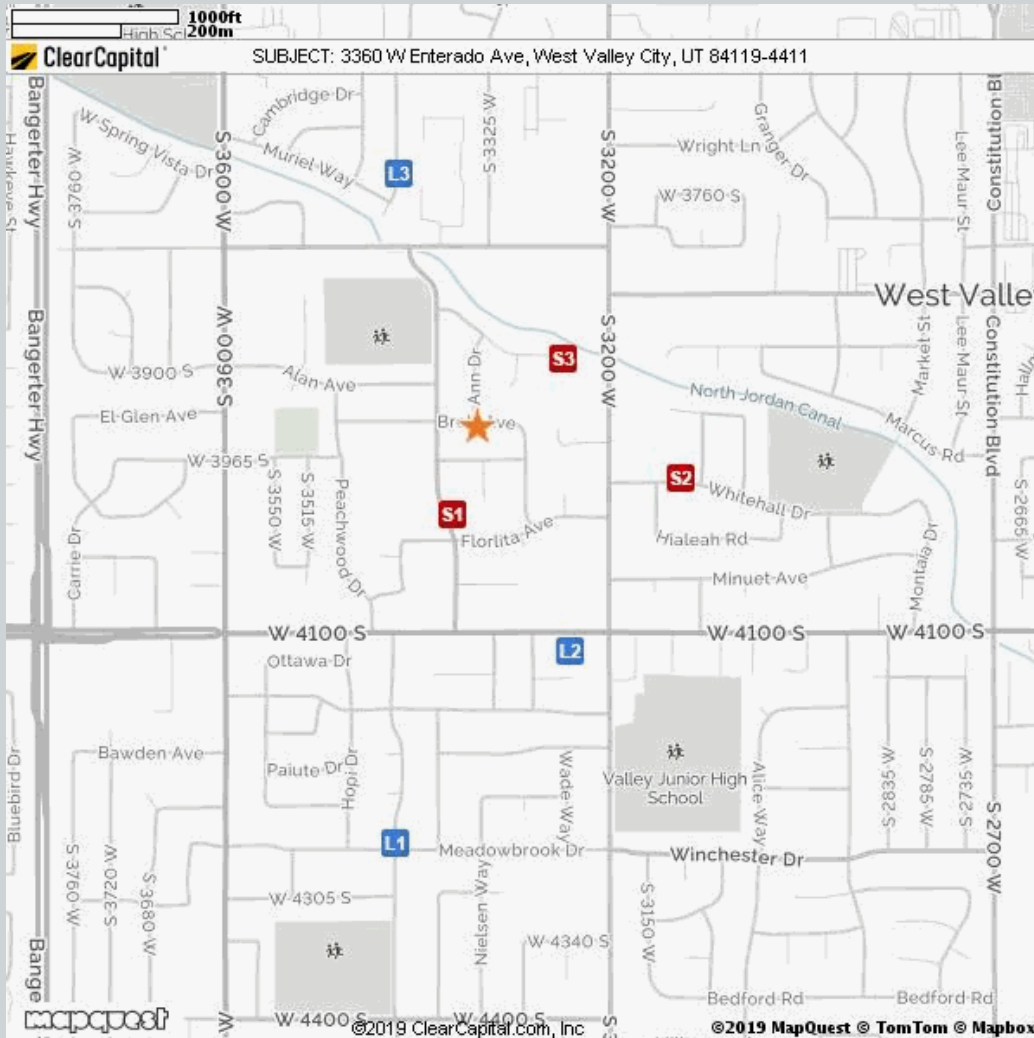 1000ft
200m
ClearCapital
SUBJECT: 3360 W Enterado Ave, West Valley City, UT 84119-4411
Bangerter Hwy
Hawkeye St
S 3760 W
W Spring Vista Dr
S 3600 W
Cambridge Dr
Muriel Way
L3
S 3325 W
S 3200 W
Wright Ln
Granger Dr
W 3760 S
Lee Maur St
Constitution Bl
West Valle
Bangerter Hwy
S 3600 W
W 3900 S
Alan Ave
Ann Dr
S3
S 3200 W
North Jordan Canal
Market St
Lee Maur St
Constitution Blvd
El Glen Ave
Marcus Rd
W 3965 S
S 3550 W
S 3515 W
Peachwood Dr
S1
Florlita Ave
S2
Whitehall Dr
Hialeah Rd
Minuet Ave
Montaia Dr
S 2665 W
Carrie Dr
W 4100 S
W 4100 S
W 4100 S
Ottawa Dr
L2
Bawden Ave
Paiute Dr
Hopi Dr
Wade Way
Valley Junior High
School
Alice Way
S 2835 W
S 2785 W
S 2735 W
Bluebird Dr
L1
Meadowbrook Dr
Winchester Dr
S 2700 W
S 3760 W
S 3720 W
S 3680 W
W 4305 S
Nielsen Way
W 4340 S
S 3150 W
Bange
Bedford Rd
Bedford Rd
mapquest
W 4400 S
W 4400 S
©2019 ClearCapital.com, Inc
©2019 MapQuest © TomTom © Mapbox